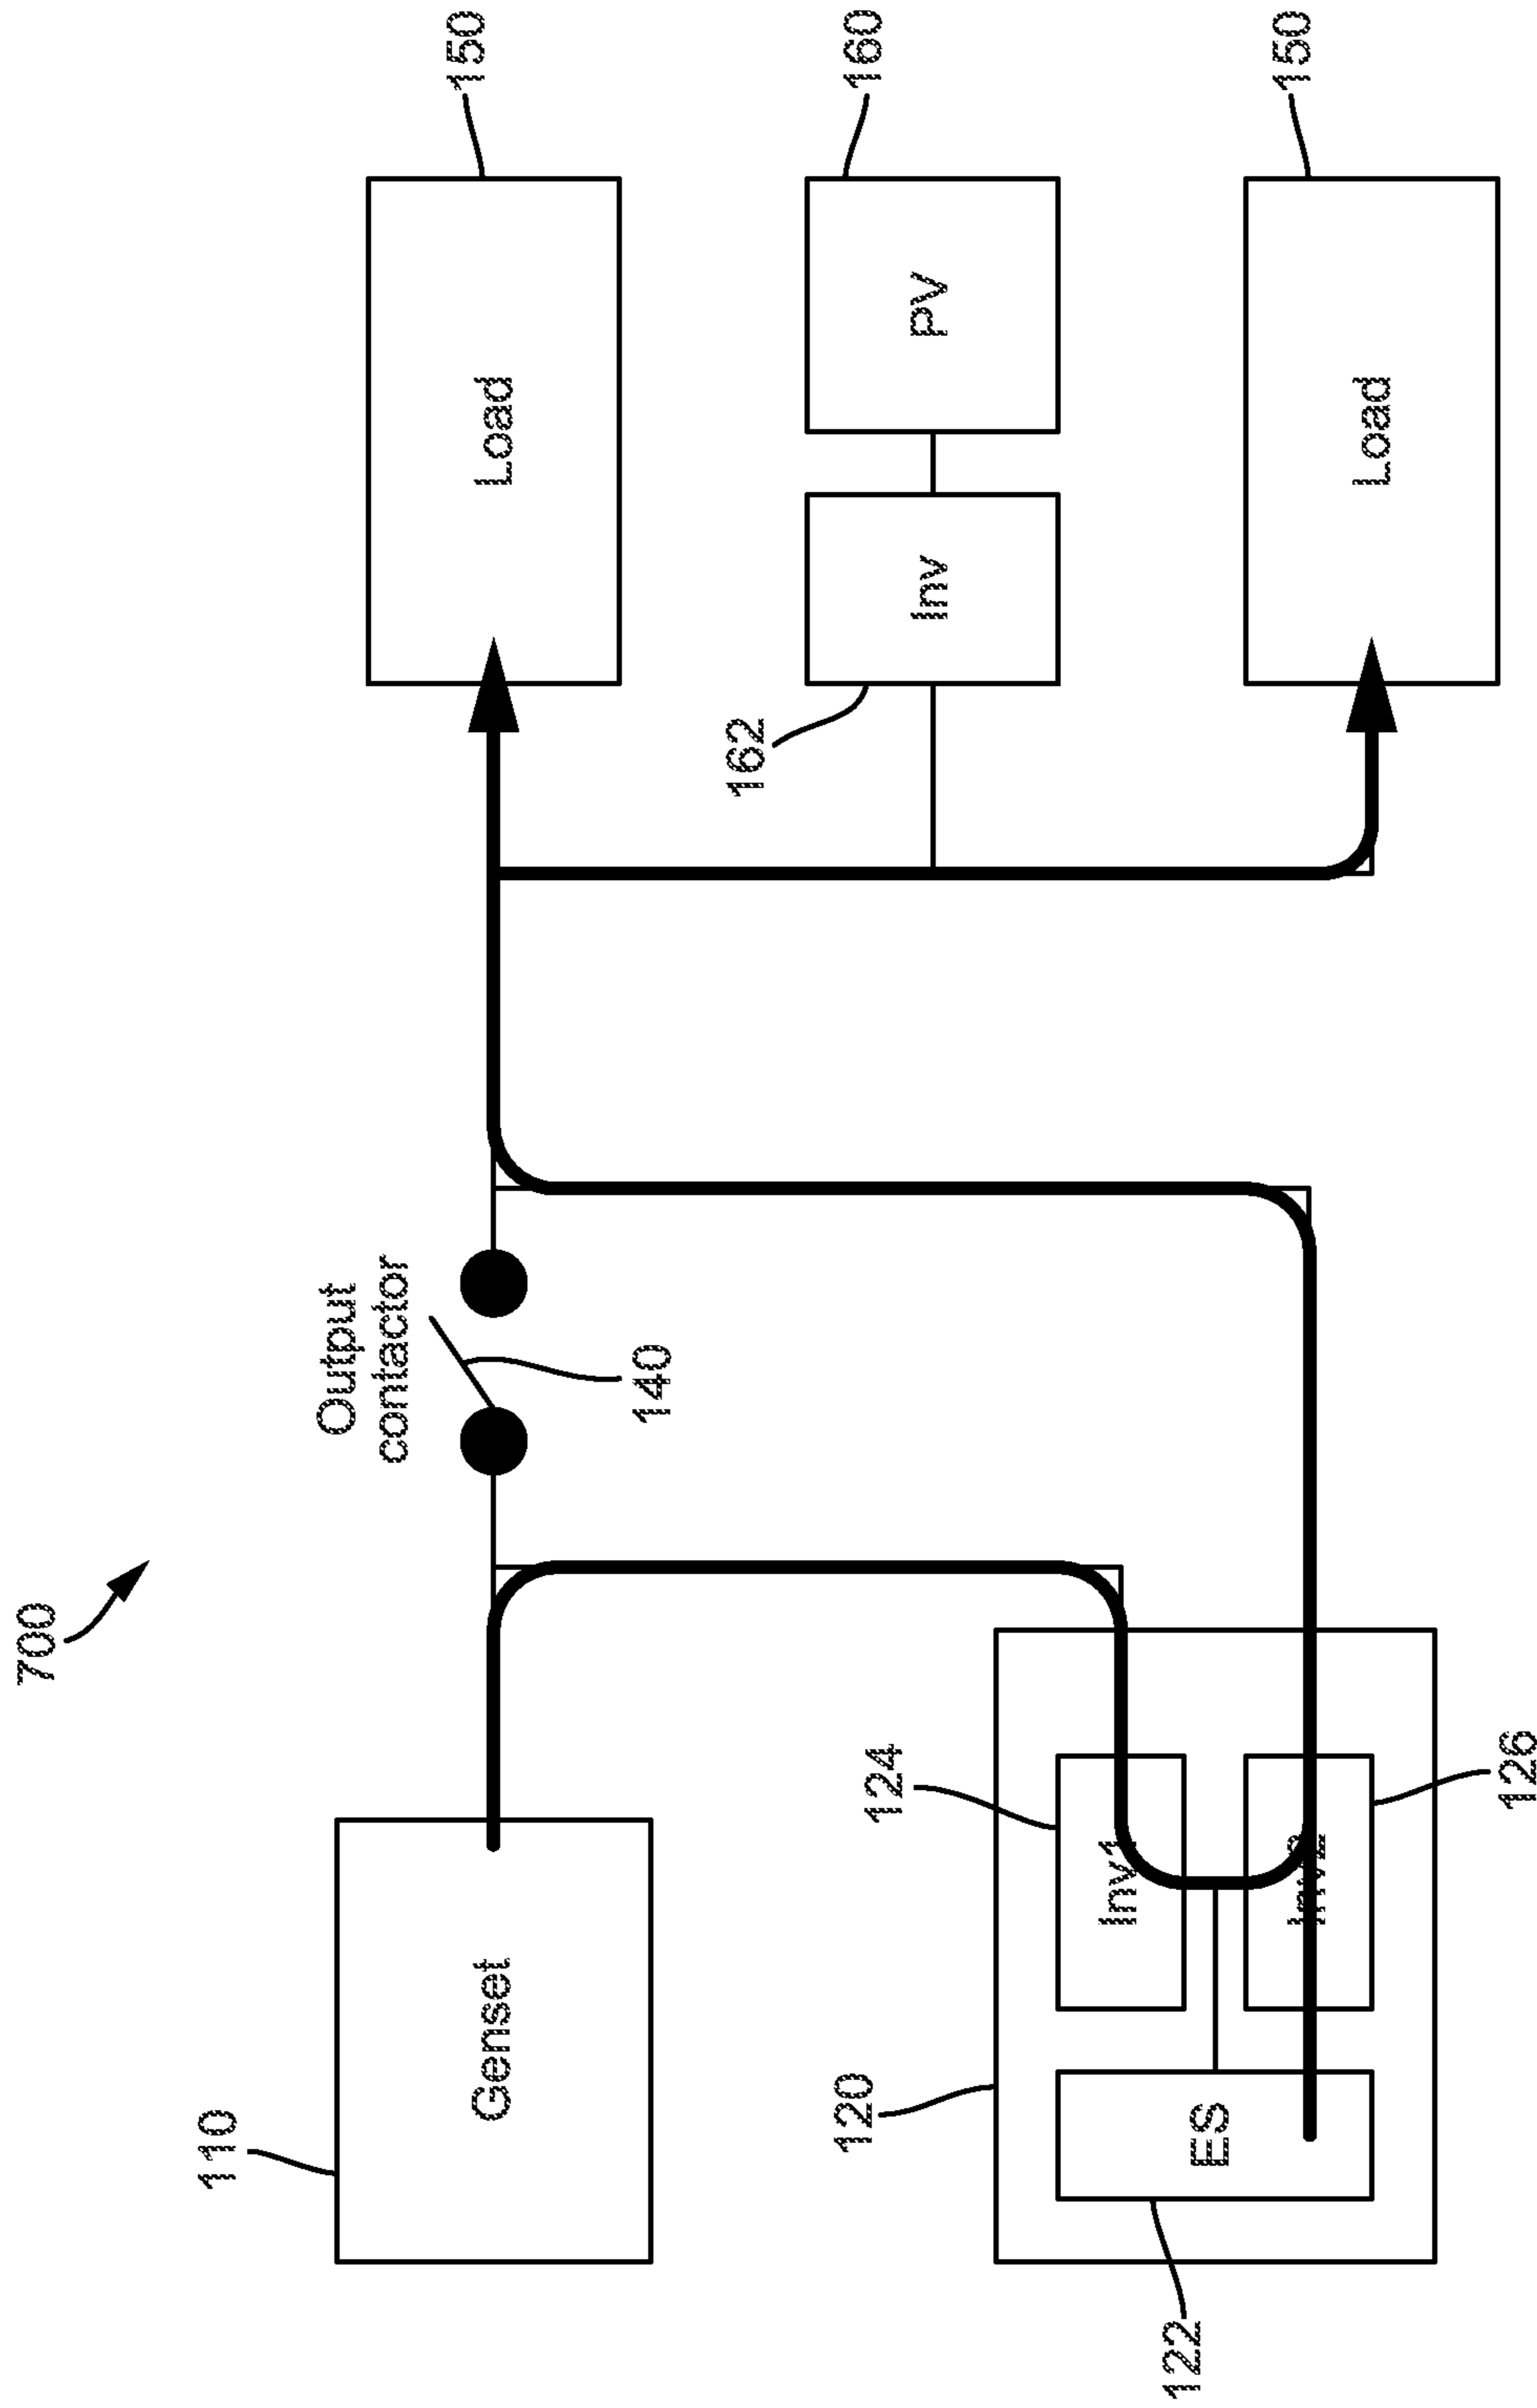 700
110
Genset
Output
contactor
140
150
Load
162
Inv
PV
160
Load
150
120
122
ES
124
Inv1
Inv2
126